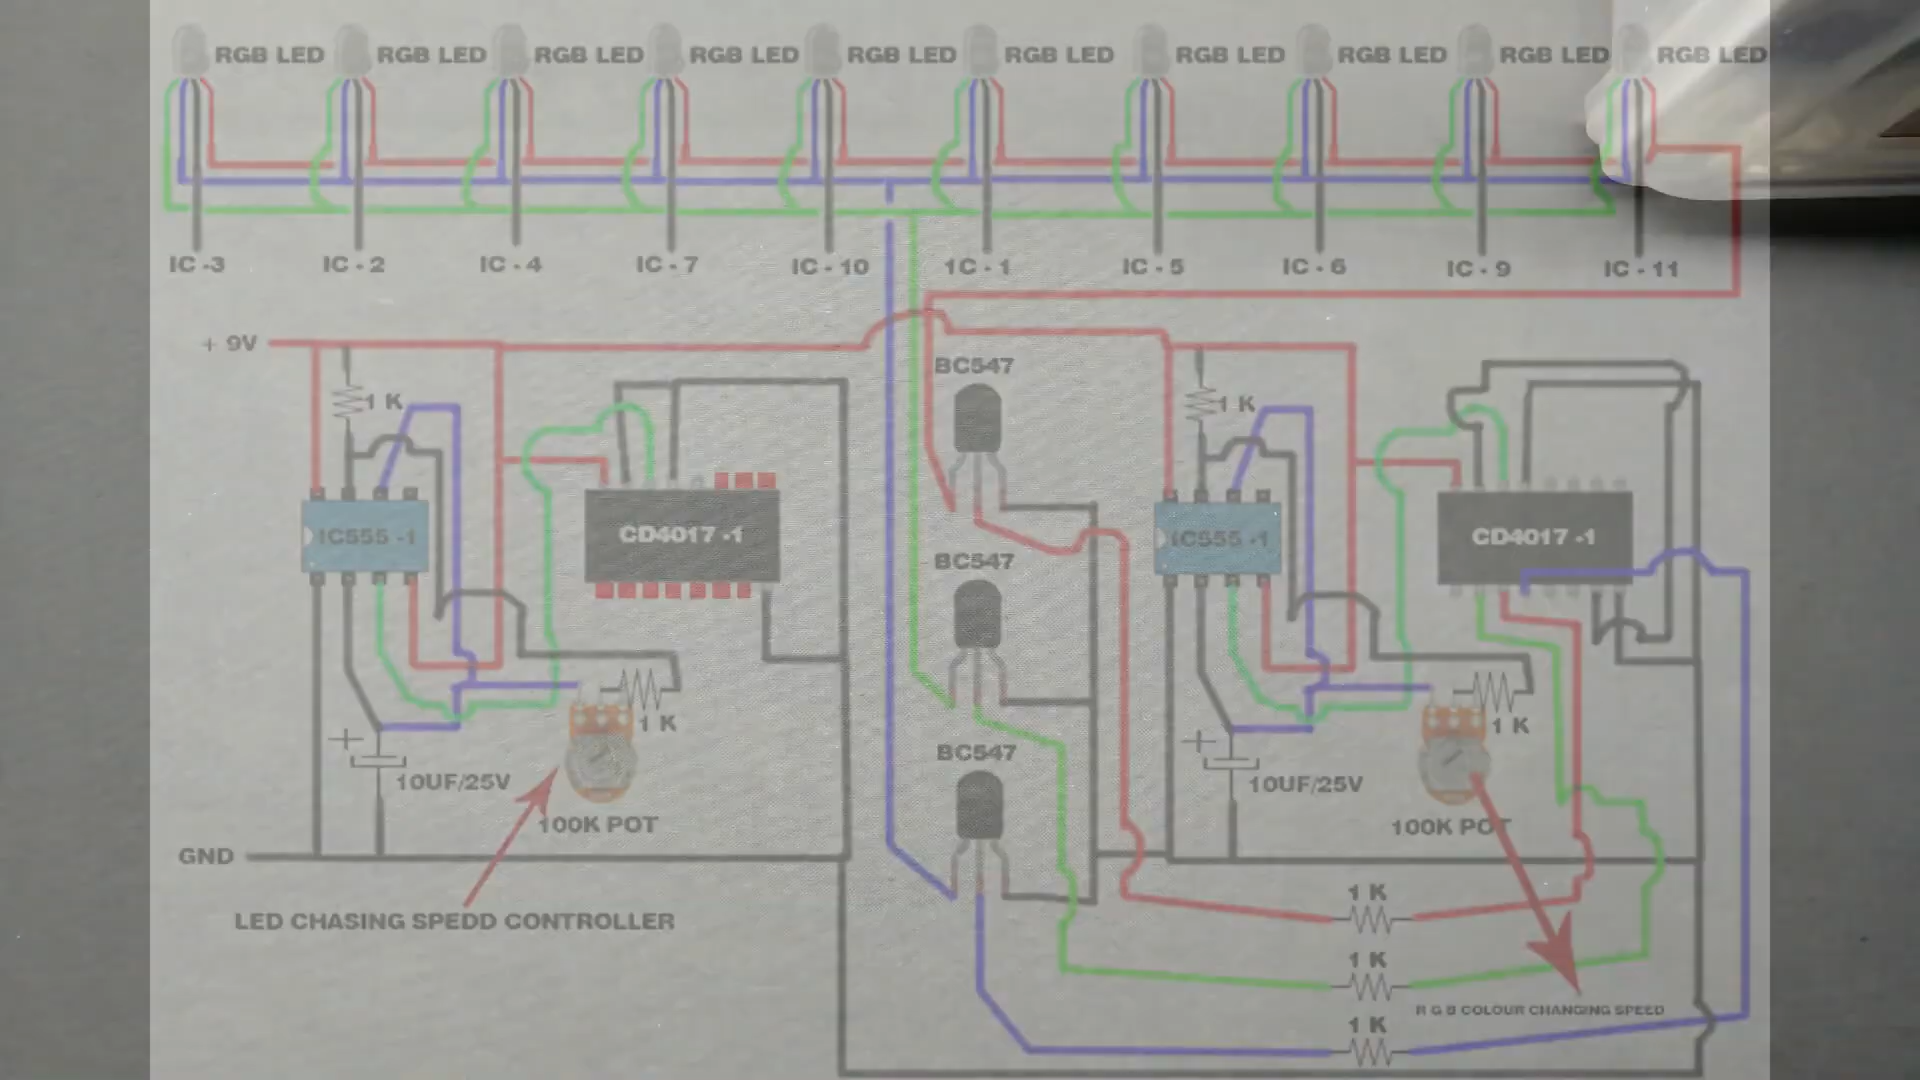 RGB LED RGB LED RGB LED RGB LED RGB LED RGB LED RGB LED RGB LED RGB LED RGB LED
IC -3 IC - 2 IC - 4 IC - 7 IC - 10 1C - 1 IC - 5 IC - 6 IC - 9 IC - 11
+ 9V
BC547
1 K
1 K
IC555 -1
CD4017 -1
IC555 -1
CD4017 -1
BC547
1 K
1 K
BC547
10UF/25V
10UF/25V
100K POT
100K POT
GND
LED CHASING SPEDD CONTROLLER
1 K
1 K
R G B COLOUR CHANGING SPEED
1 K